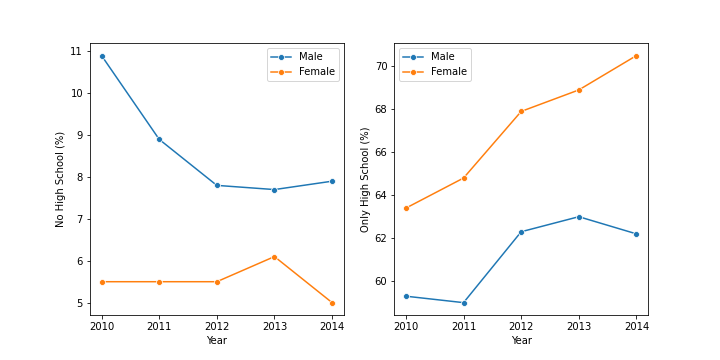 Male
Female
11
10
9
8
7
6
5
No High School (%)
2010 2011 2012 2013 2014
Year
Male
Female
70
68
66
64
62
60
Only High School (%)
2010 2011 2012 2013 2014
Year